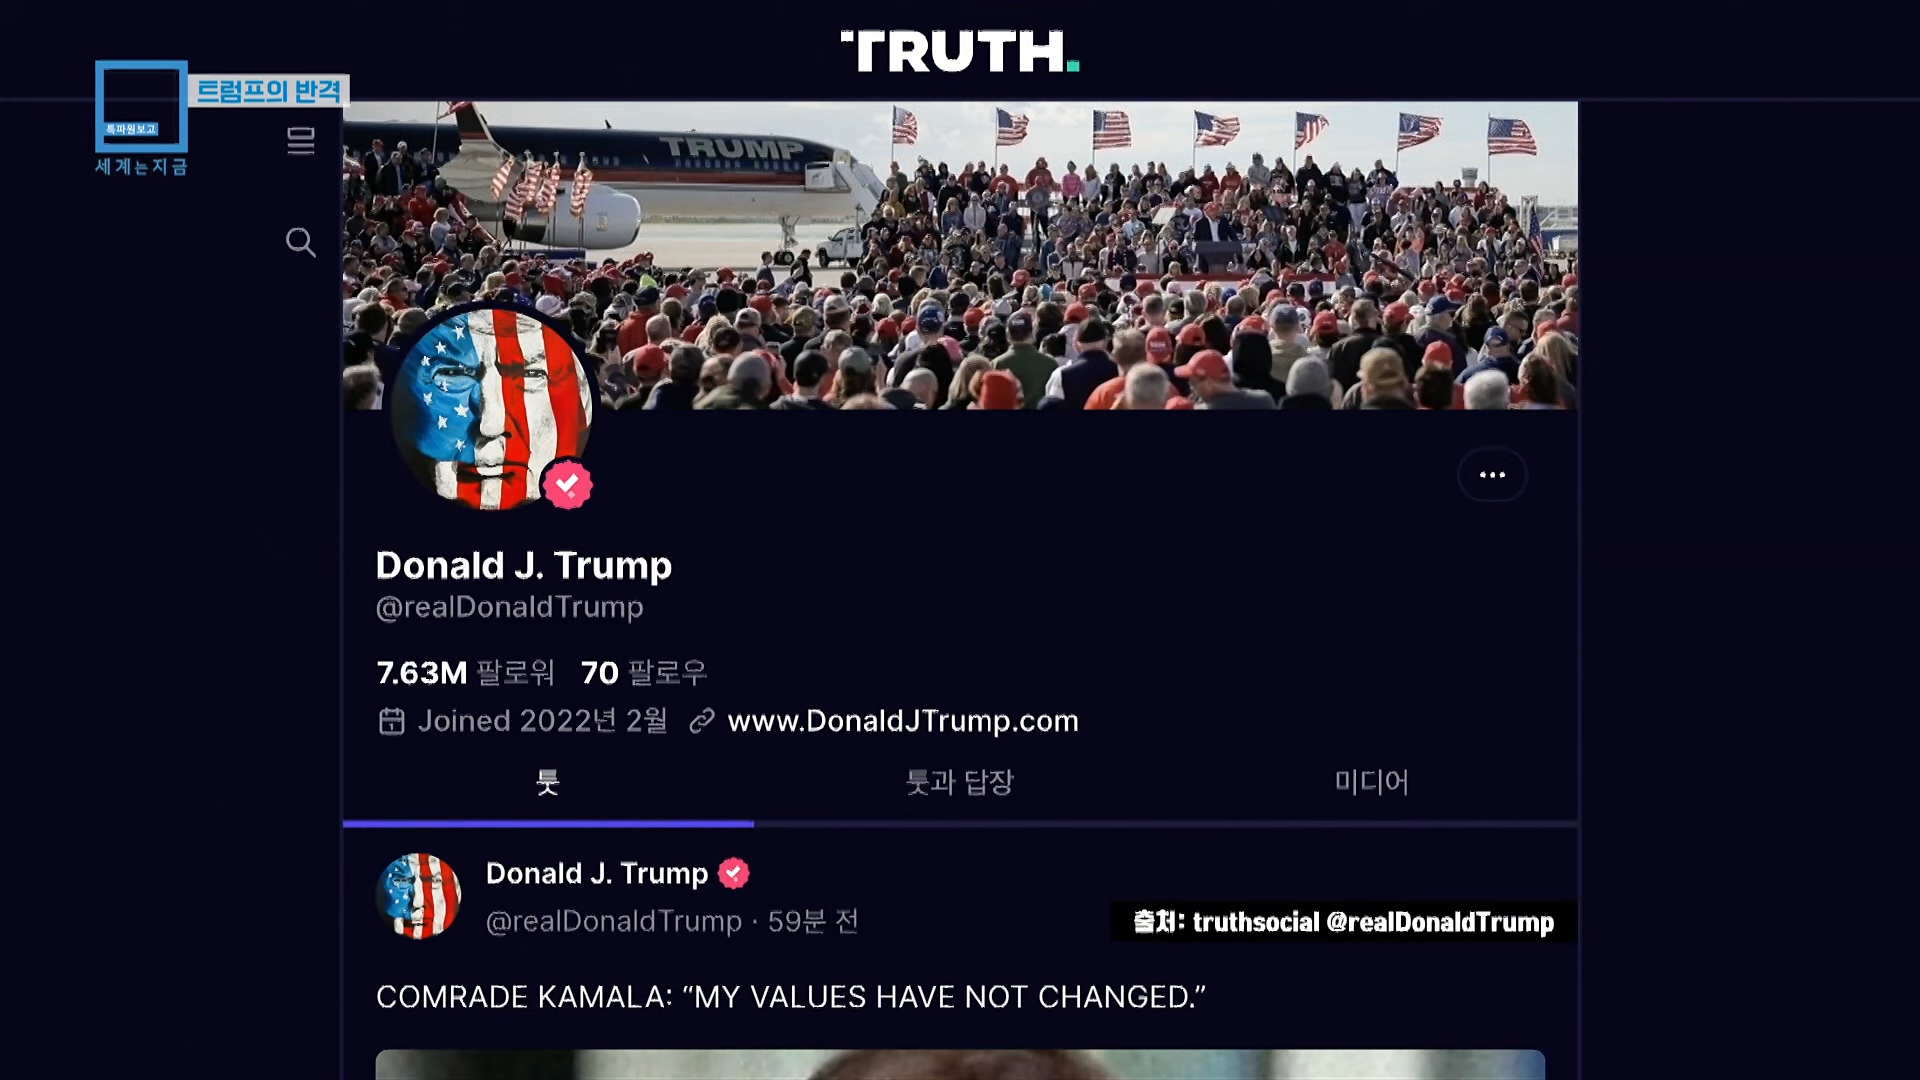 TRUTH.
트럼프의 반격
특파원보고
세계는지금
TRUMP
Donald J. Trump
@realDonaldTrump
7.63M 팔로워 70 팔로우
Joined 2022년 2월 www.DonaldJTrump.com
툿 툿과 답장 미디어
Donald J. Trump
@realDonaldTrump · 59분 전
출처: truthsocial @realDonaldTrump
COMRADE KAMALA: “MY VALUES HAVE NOT CHANGED.”